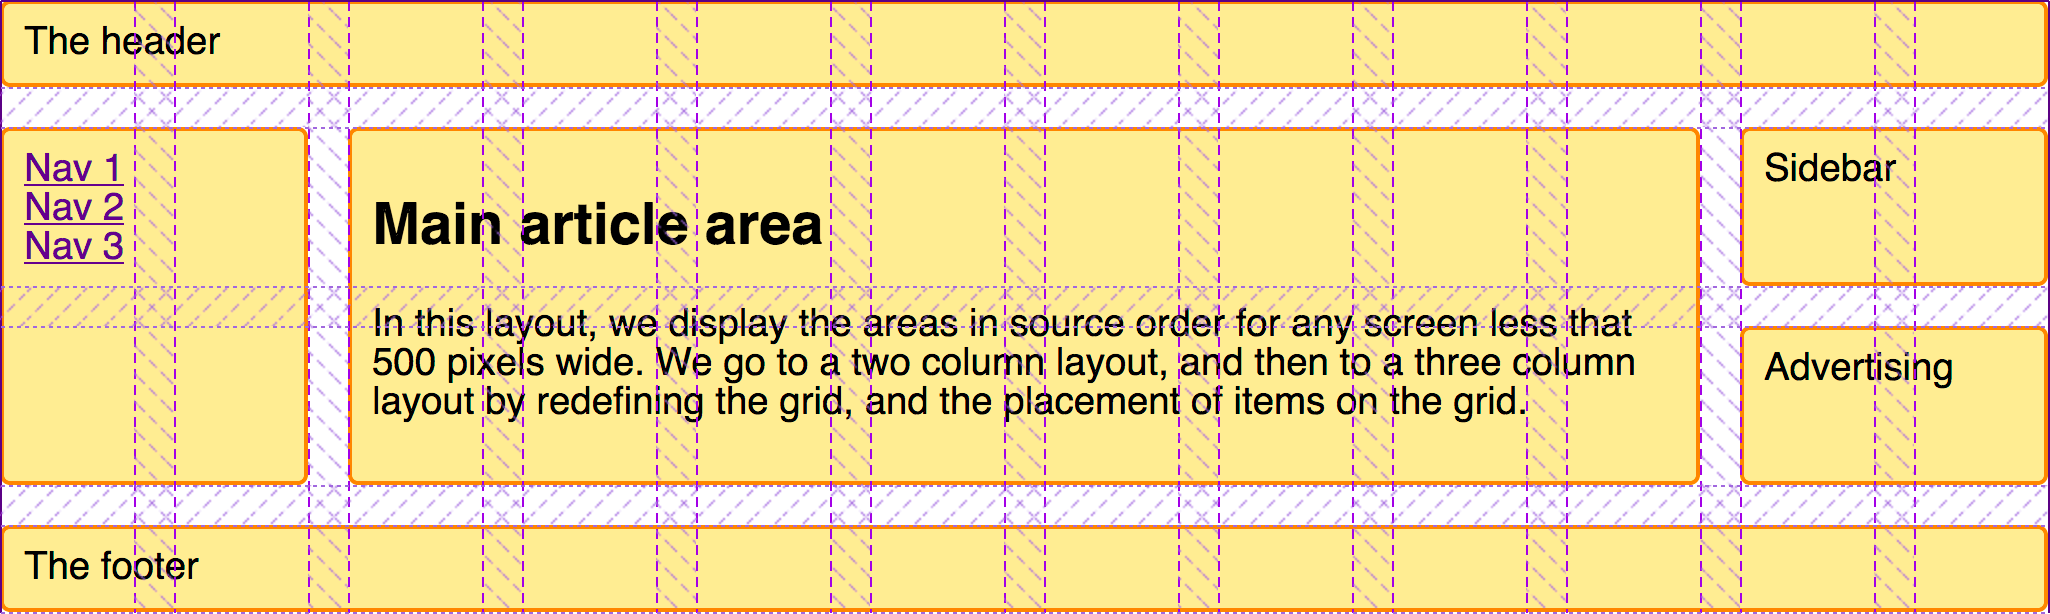 The header
Nav 1
Nav 2
Nav 3
Main article area
In this layout, we display the areas in source order for any screen less that
500 pixels wide. We go to a two column layout, and then to a three column
layout by redefining the grid, and the placement of items on the grid.
Sidebar
Advertising
The footer